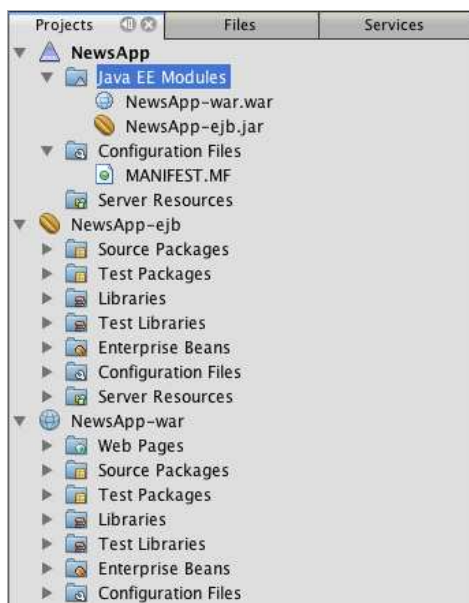 Projects Files Services
NewsApp
Java EE Modules
NewsApp-war.war
NewsApp-ejb.jar
Configuration Files
MANIFEST.MF
Server Resources
NewsApp-ejb
Source Packages
Test Packages
Libraries
Test Libraries
Enterprise Beans
Configuration Files
Server Resources
NewsApp-war
Web Pages
Source Packages
Test Packages
Libraries
Test Libraries
Enterprise Beans
Configuration Files